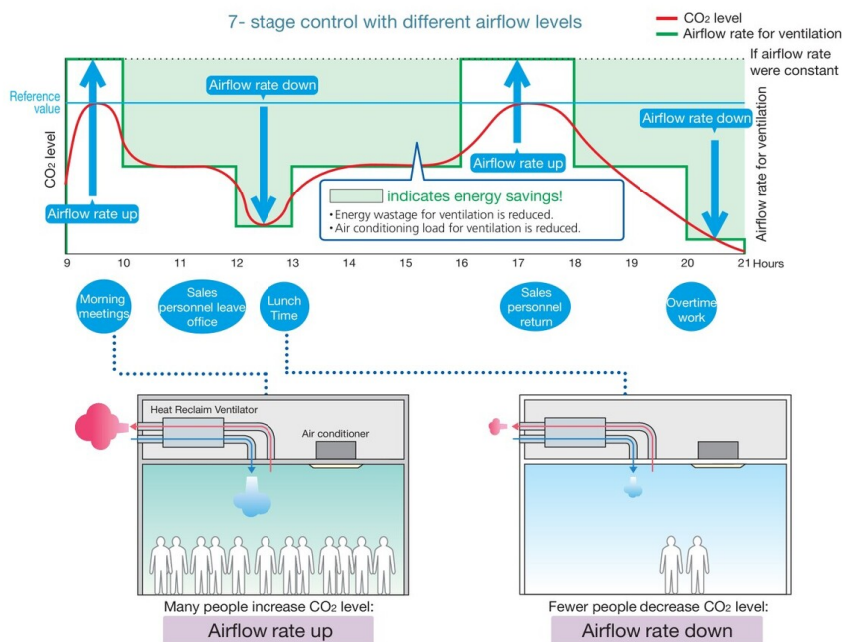 7- stage control with different airflow levels
CO2 level
Airflow rate for ventilation
If airflow rate
were constant
Reference
value
CO2 level
Airflow rate for ventilation
Airflow rate up
Airflow rate down
Airflow rate up
Airflow rate down
indicates energy savings!
•Energy wastage for ventilation is reduced.
•Air conditioning load for ventilation is reduced.
9 10 11 12 13 14 15 16 17 18 19 20 21 Hours
Morning
meetings
Sales
personnel leave
office
Lunch
Time
Sales
personnel
return
Overtime
work
Heat Reclaim Ventilator
Air conditioner
Many people increase CO2 level:
Airflow rate up
Fewer people decrease CO2 level:
Airflow rate down